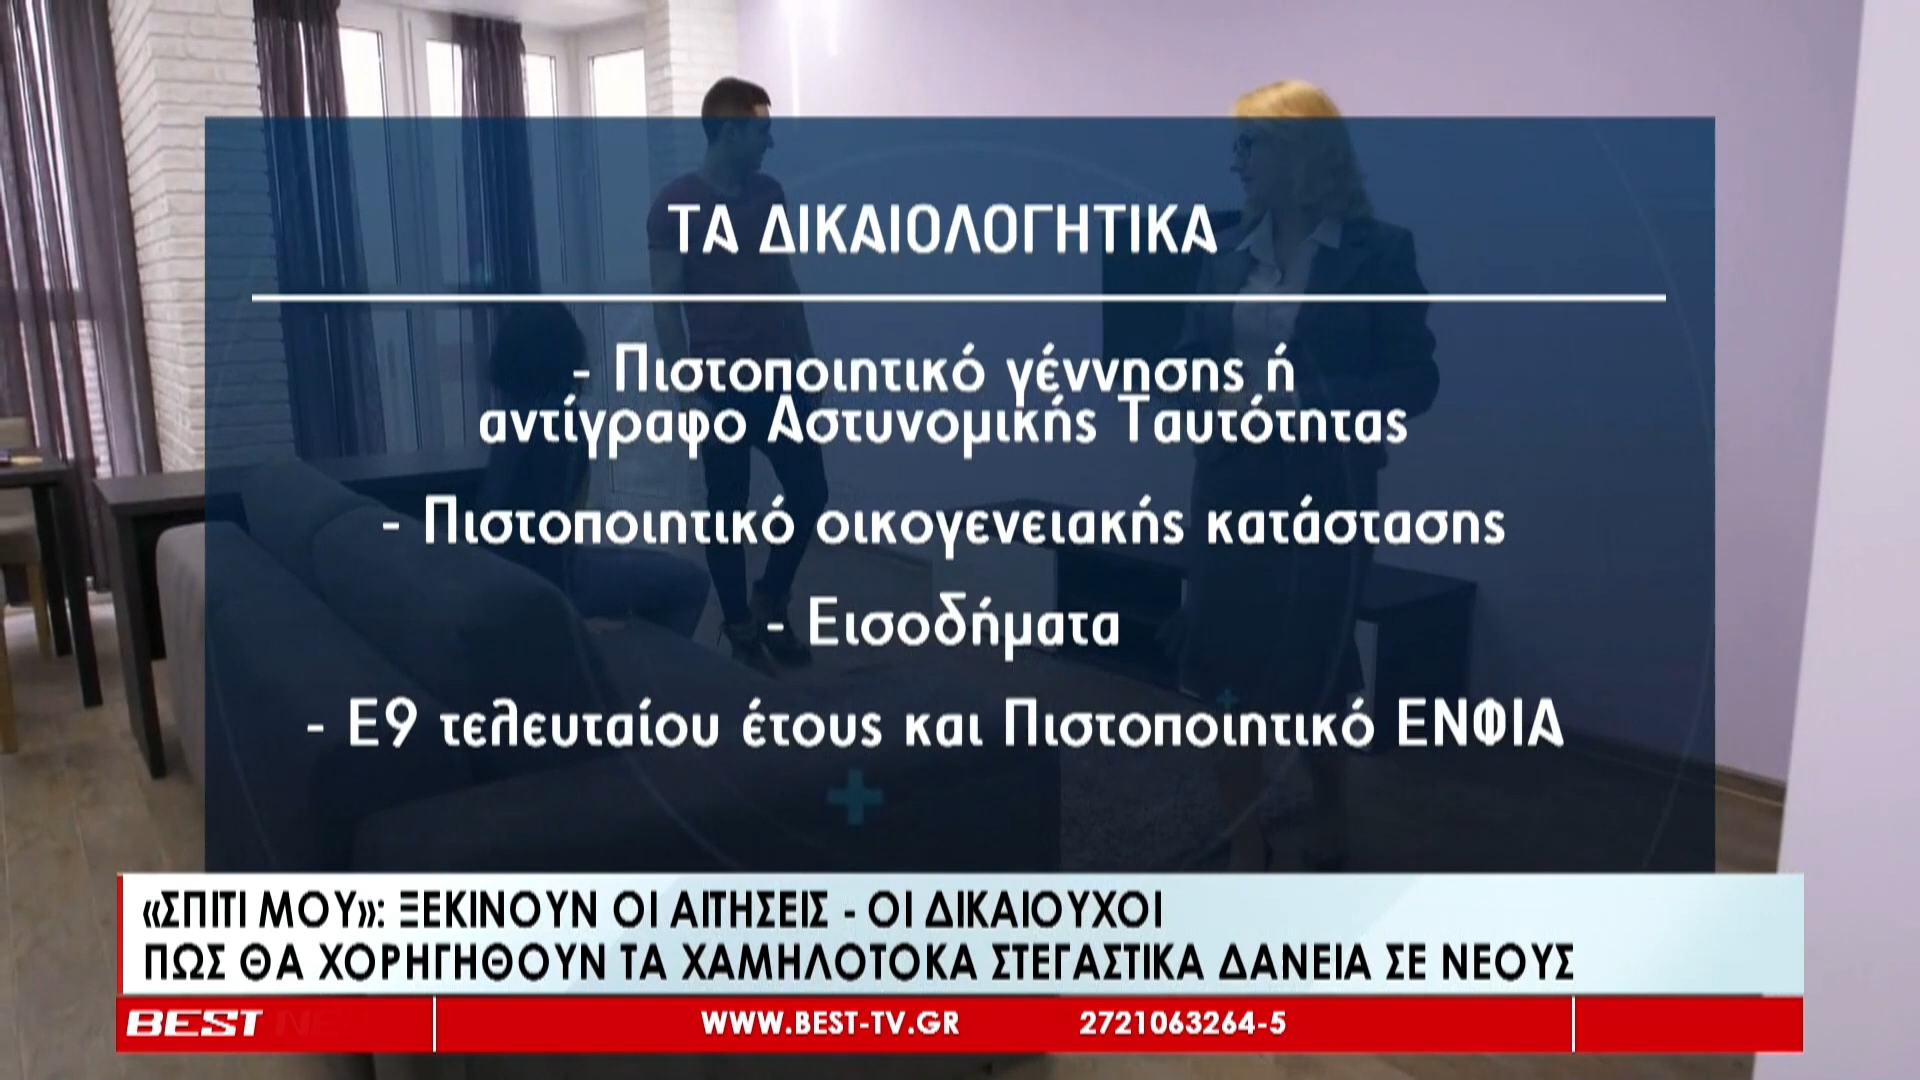 ΤΑ ΔΙΚΑΙΟΛΟΓΗΤΙΚΑ
- Πιστοποιητικό γέννησης ή
αντίγραφο Αστυνομικής Ταυτότητας
- Πιστοποιητικό οικογενειακής κατάστασης
- Εισοδήματα
- Ε9 τελευταίου έτους και Πιστοποιητικό ΕΝΦΙΑ
«ΣΠΙΤΙ ΜΟΥ»: ΞΕΚΙΝΟΥΝ ΟΙ ΑΙΤΗΣΕΙΣ - ΟΙ ΔΙΚΑΙΟΥΧΟΙ
ΠΩΣ ΘΑ ΧΟΡΗΓΗΘΟΥΝ ΤΑ ΧΑΜΗΛΟΤΟΚΑ ΣΤΕΓΑΣΤΙΚΑ ΔΑΝΕΙΑ ΣΕ ΝΕΟΥΣ
BEST WWW.BEST-TV.GR 2721063264-5